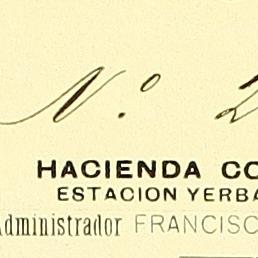 N.º 2
HACIENDA CO
ESTACION YERBA
Administrador FRANCISC